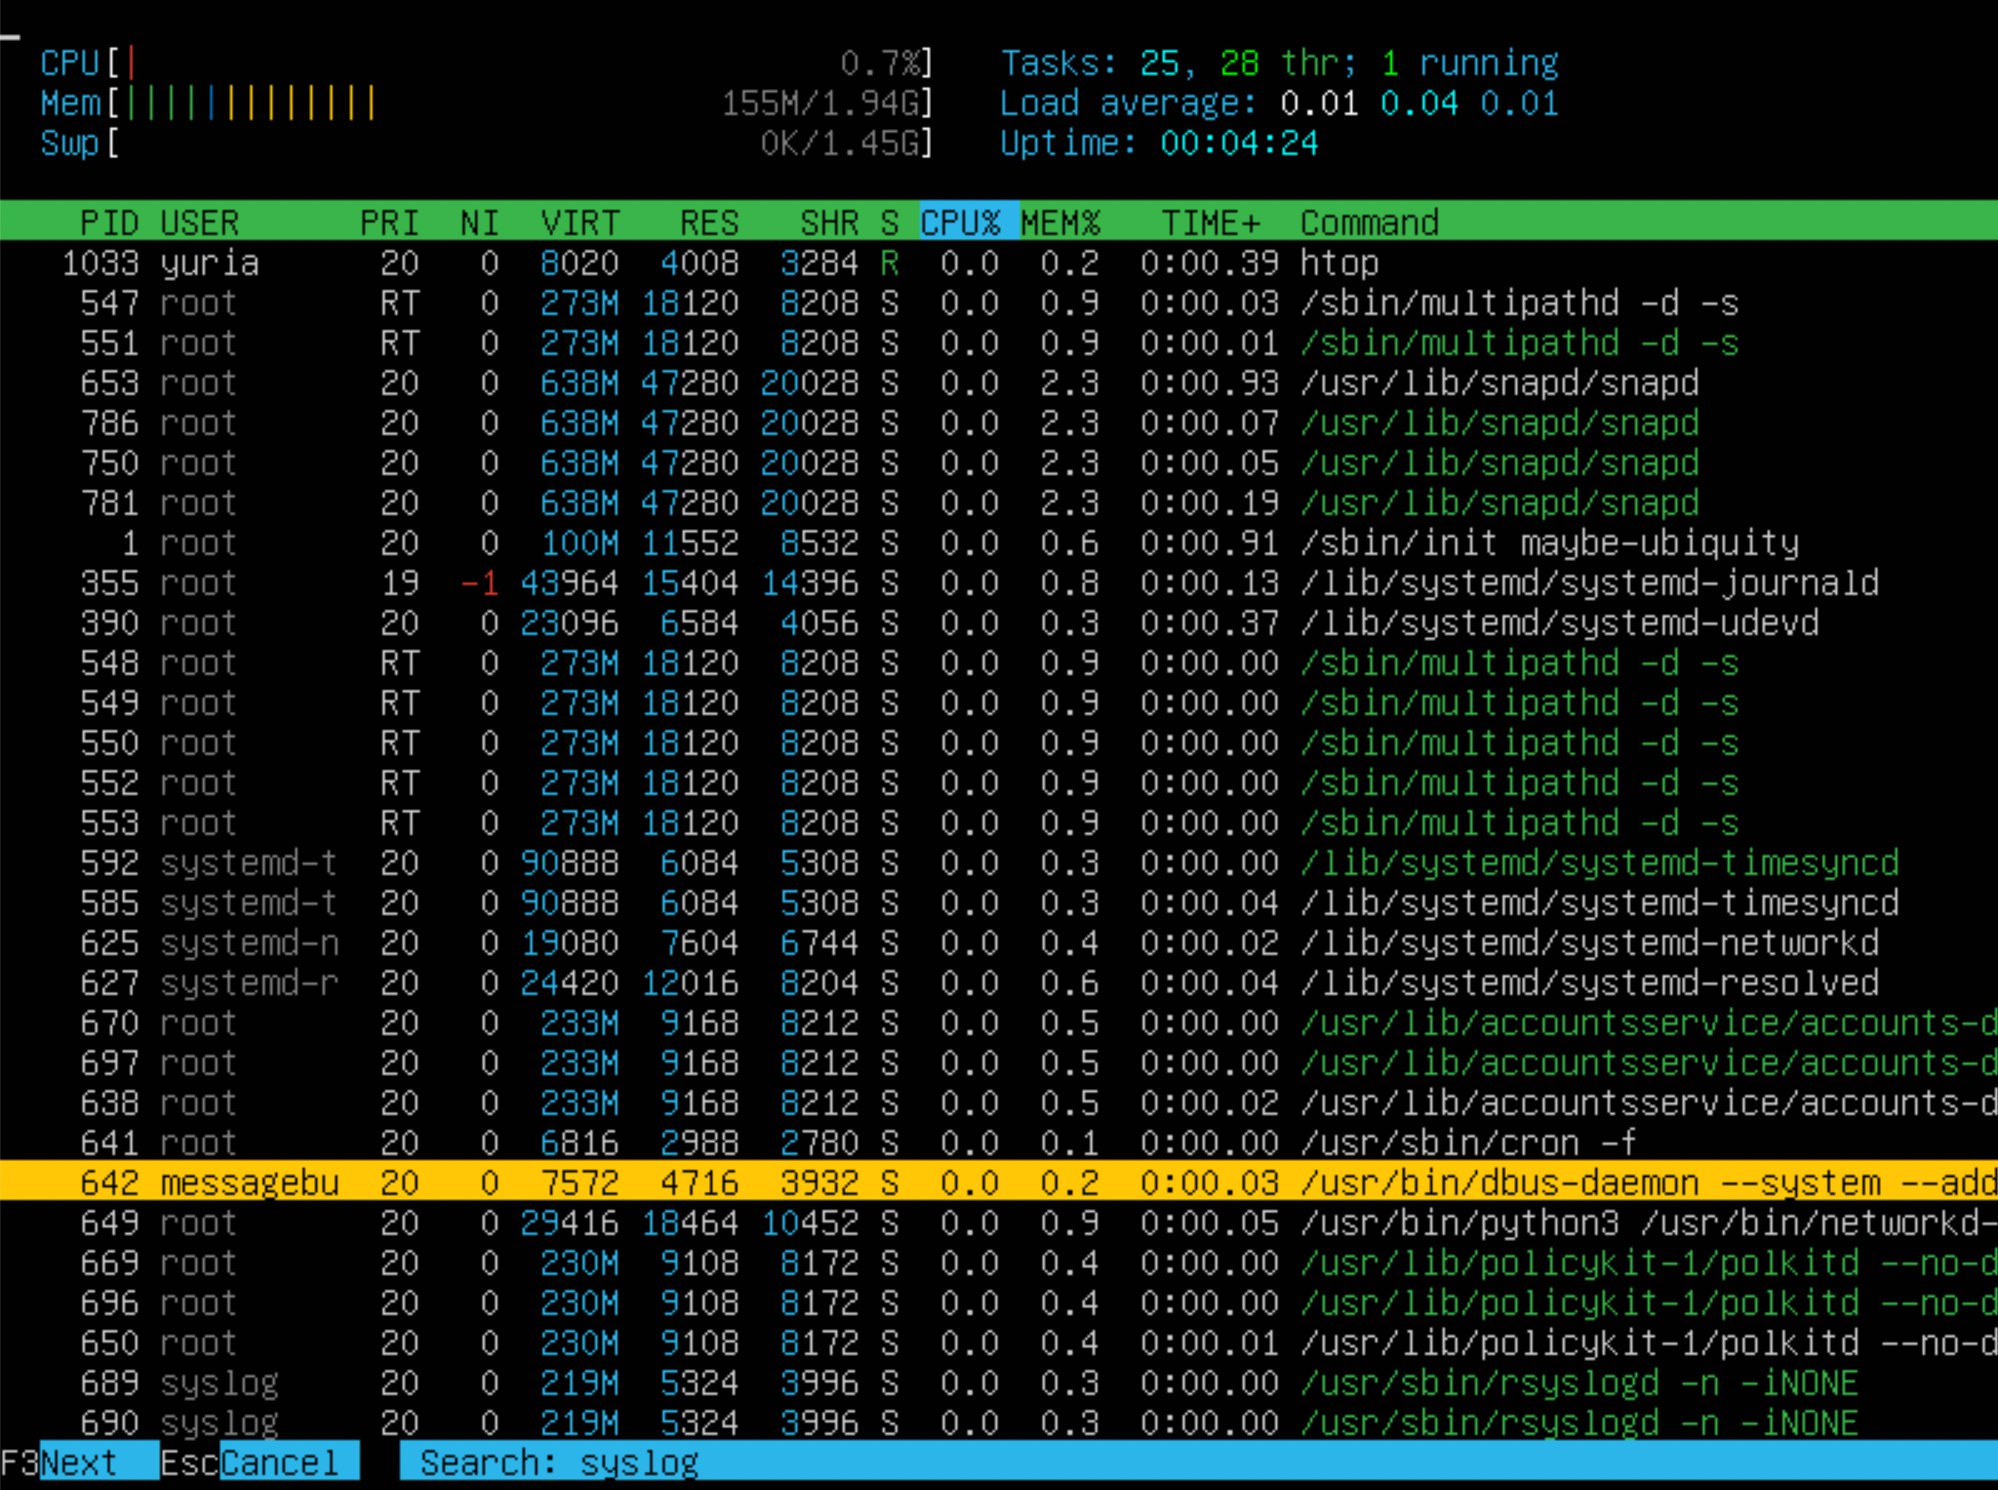 CPU[| 0.7%] Tasks: 25, 28 thr; 1 running
Mem[|||||||||||||||| 155M/1.94G] Load average: 0.01 0.04 0.01
Swp[ 0K/1.45G] Uptime: 00:04:24
PID USER PRI NI VIRT RES SHR S CPU% MEM% TIME+ Command
1033 yuria 20 0 8020 4008 3284 R 0.0 0.2 0:00.39 htop
547 root RT 0 273M 18120 8208 S 0.0 0.9 0:00.03 /sbin/multipathd -d -s
551 root RT 0 273M 18120 8208 S 0.0 0.9 0:00.01 /sbin/multipathd -d -s
653 root 20 0 638M 47280 20028 S 0.0 2.3 0:00.93 /usr/lib/snapd/snapd
786 root 20 0 638M 47280 20028 S 0.0 2.3 0:00.07 /usr/lib/snapd/snapd
750 root 20 0 638M 47280 20028 S 0.0 2.3 0:00.05 /usr/lib/snapd/snapd
781 root 20 0 638M 47280 20028 S 0.0 2.3 0:00.19 /usr/lib/snapd/snapd
1 root 20 0 100M 11552 8532 S 0.0 0.6 0:00.91 /sbin/init maybe-ubiquity
355 root 19 -1 43964 15404 14396 S 0.0 0.8 0:00.13 /lib/systemd/systemd-journald
390 root 20 0 23096 6584 4056 S 0.0 0.3 0:00.37 /lib/systemd/systemd-udevd
548 root RT 0 273M 18120 8208 S 0.0 0.9 0:00.00 /sbin/multipathd -d -s
549 root RT 0 273M 18120 8208 S 0.0 0.9 0:00.00 /sbin/multipathd -d -s
550 root RT 0 273M 18120 8208 S 0.0 0.9 0:00.00 /sbin/multipathd -d -s
552 root RT 0 273M 18120 8208 S 0.0 0.9 0:00.00 /sbin/multipathd -d -s
553 root RT 0 273M 18120 8208 S 0.0 0.9 0:00.00 /sbin/multipathd -d -s
592 systemd-t 20 0 90888 6084 5308 S 0.0 0.3 0:00.00 /lib/systemd/systemd-timesyncd
585 systemd-t 20 0 90888 6084 5308 S 0.0 0.3 0:00.04 /lib/systemd/systemd-timesyncd
625 systemd-n 20 0 19080 7604 6744 S 0.0 0.4 0:00.02 /lib/systemd/systemd-networkd
627 systemd-r 20 0 24420 12016 8204 S 0.0 0.6 0:00.04 /lib/systemd/systemd-resolved
670 root 20 0 233M 9168 8212 S 0.0 0.5 0:00.00 /usr/lib/accountsservice/accounts-d
697 root 20 0 233M 9168 8212 S 0.0 0.5 0:00.00 /usr/lib/accountsservice/accounts-d
638 root 20 0 233M 9168 8212 S 0.0 0.5 0:00.02 /usr/lib/accountsservice/accounts-d
641 root 20 0 6816 2988 2780 S 0.0 0.1 0:00.00 /usr/sbin/cron -f
642 messagebu 20 0 7572 4716 3932 S 0.0 0.2 0:00.03 /usr/bin/dbus-daemon --system --add
649 root 20 0 29416 18464 10452 S 0.0 0.9 0:00.05 /usr/bin/python3 /usr/bin/networkd-
669 root 20 0 230M 9108 8172 S 0.0 0.4 0:00.00 /usr/lib/policykit-1/polkitd --no-d
696 root 20 0 230M 9108 8172 S 0.0 0.4 0:00.00 /usr/lib/policykit-1/polkitd --no-d
650 root 20 0 230M 9108 8172 S 0.0 0.4 0:00.01 /usr/lib/policykit-1/polkitd --no-d
689 syslog 20 0 219M 5324 3996 S 0.0 0.3 0:00.00 /usr/sbin/rsyslogd -n -iNONE
690 syslog 20 0 219M 5324 3996 S 0.0 0.3 0:00.00 /usr/sbin/rsyslogd -n -iNONE
F3Next EscCancel Search: syslog